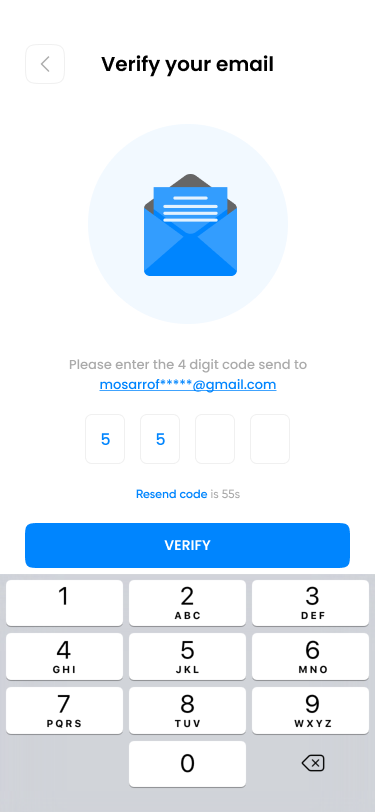 Verify your email
Please enter the 4 digit code send to
mosarrof*****@gmail.com
5 5
Resend code is 55s
VERIFY
1 2 3
ABC DEF
4 5 6
GHI JKL MNO
7 8 9
PQRS TUV WXYZ
0